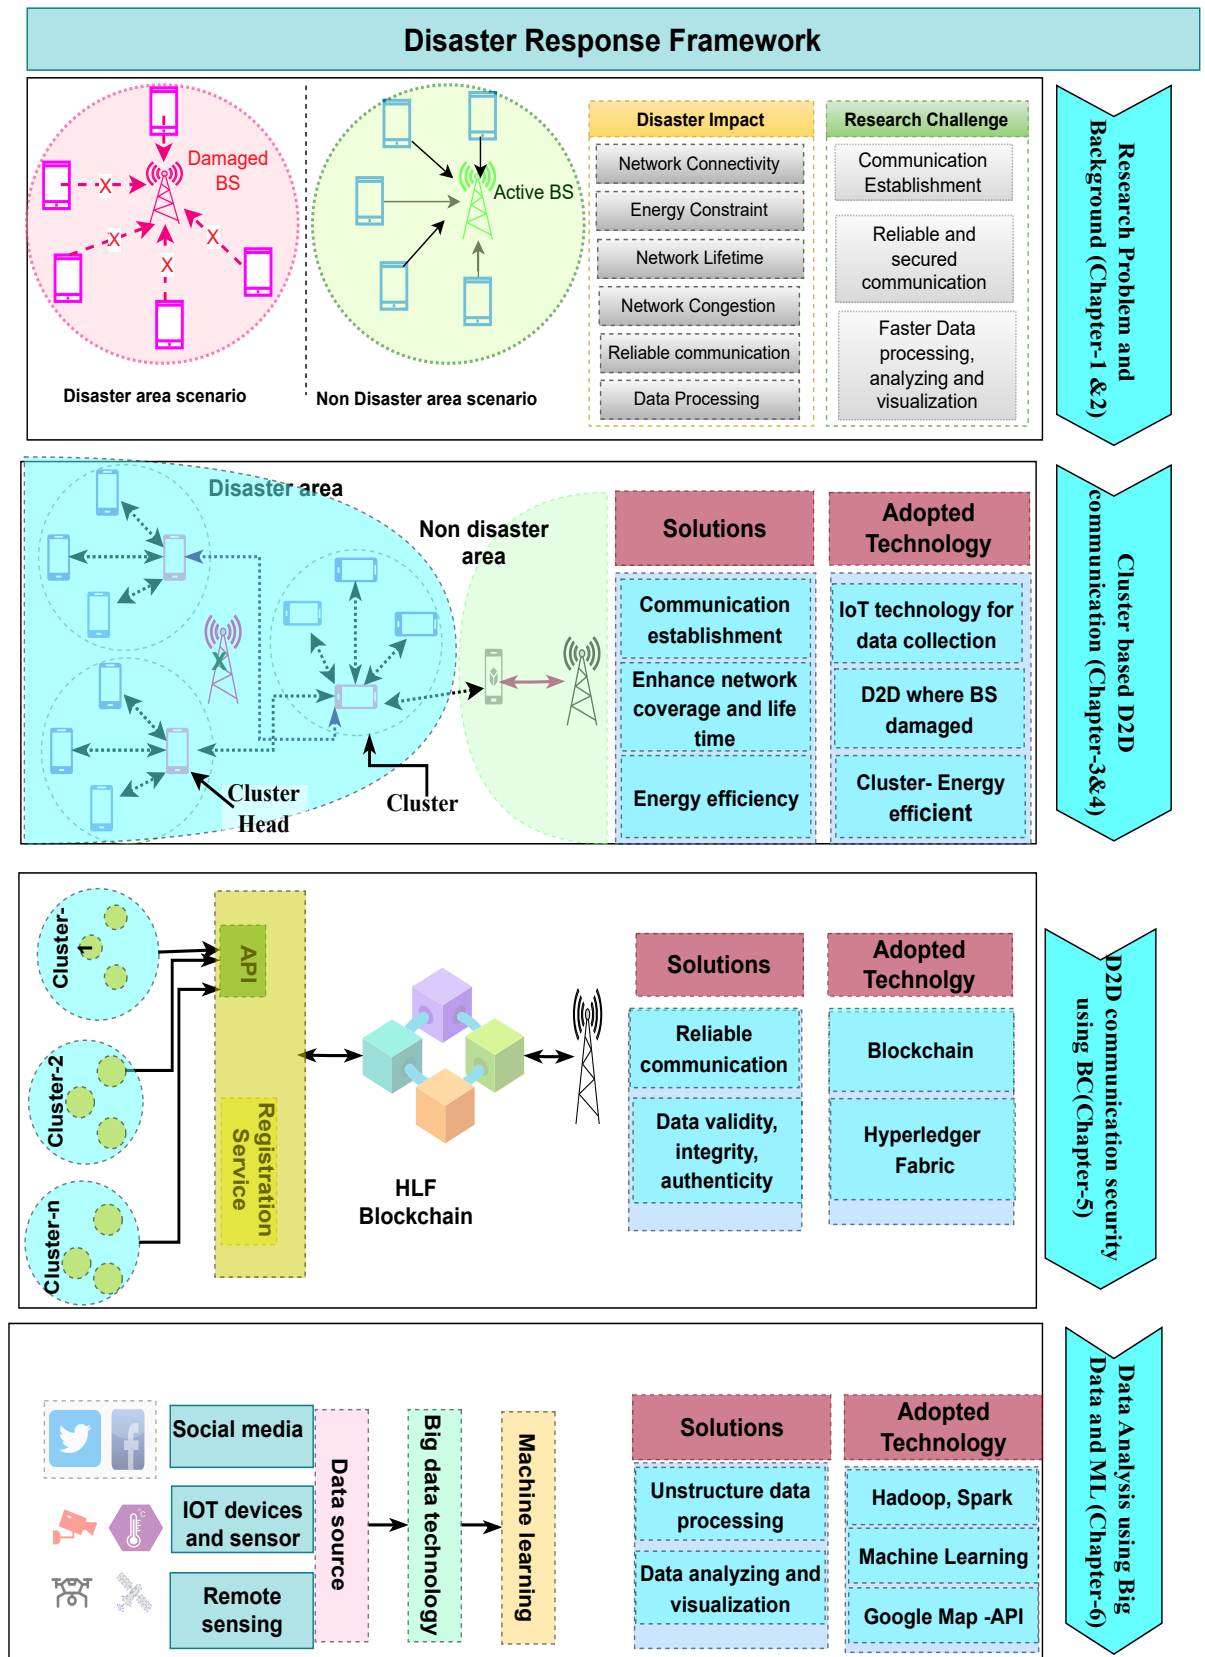 Disaster Response Framework
Damaged
BS
X
X
X
X
Disaster area scenario
Active BS
Non Disaster area scenario
Disaster Impact
Network Connectivity
Energy Constraint
Network Lifetime
Network Congestion
Reliable communication
Data Processing
Research Challenge
Communication
Establishment
Reliable and
secured
communication
Faster Data
processing,
analyzing and
visualization
Research Problem and
Background (Chapter-1 &2)
Disaster area
Non disaster
area
X
Cluster
Head
Cluster
Solutions
Communication
establishment
Enhance network
coverage and life
time
Energy efficiency
Adopted
Technology
IoT technology for
data collection
D2D where BS
damaged
Cluster- Energy
efficient
Cluster based D2D
communication (Chapter-3&4)
Cluster-
1
Cluster-2
Cluster-n
API
Registration
Service
HLF
Blockchain
Solutions
Reliable
communication
Data validity,
integrity,
authenticity
Adopted
Technolgy
Blockchain
Hyperledger
Fabric
D2D communication security
using BC(Chapter-5)
Social media
IOT devices
and sensor
°C
Remote
sensing
Data source
Big data technology
Machine learning
Solutions
Unstructure data
processing
Data analyzing and
visualization
Adopted
Technology
Hadoop, Spark
Machine Learning
Google Map -API
Data Analysis using Big
Data and ML (Chapter-6)